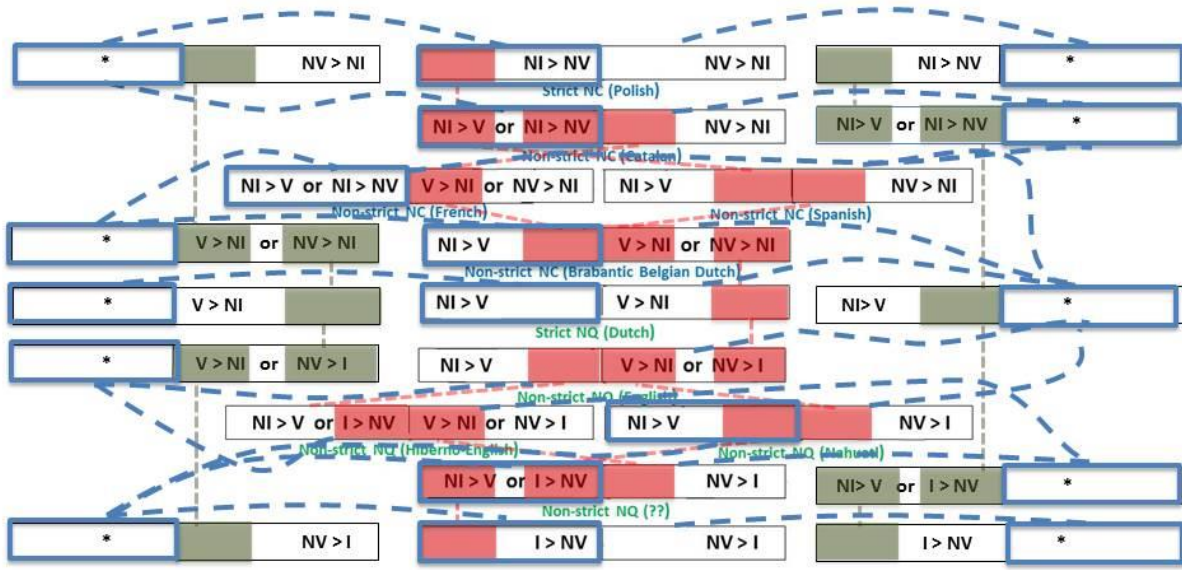 * NV > NI NI > NV NV > NI NI > NV *
Strict NC (Polish)
NI > V or NI > NV NV > NI NI> V or NI > NV *
Non-strict NC (Catalan)
NI > V or NI > NV V > NI or NV > NI NI > V NV > NI
Non-strict NC (French) Non-strict NC (Spanish)
* V > NI or NV > NI NI > V V > NI or NV > NI
Non-strict NC (Brabantic Belgian Dutch)
* V > NI NI > V V > NI NI> V *
Strict NQ (Dutch)
* V > NI or NV > I NI > V V > NI or NV > I
Non-strict NQ (English)
NI > V or I > NV V > NI or NV > I NI > V NV > I
Non-strict NQ (Hiberno-English) Non-strict NQ (Nahuatl)
NI > V or I > NV NV > I NI> V or I > NV *
Non-strict NQ (??)
* NV > I I > NV NV > I I > NV *